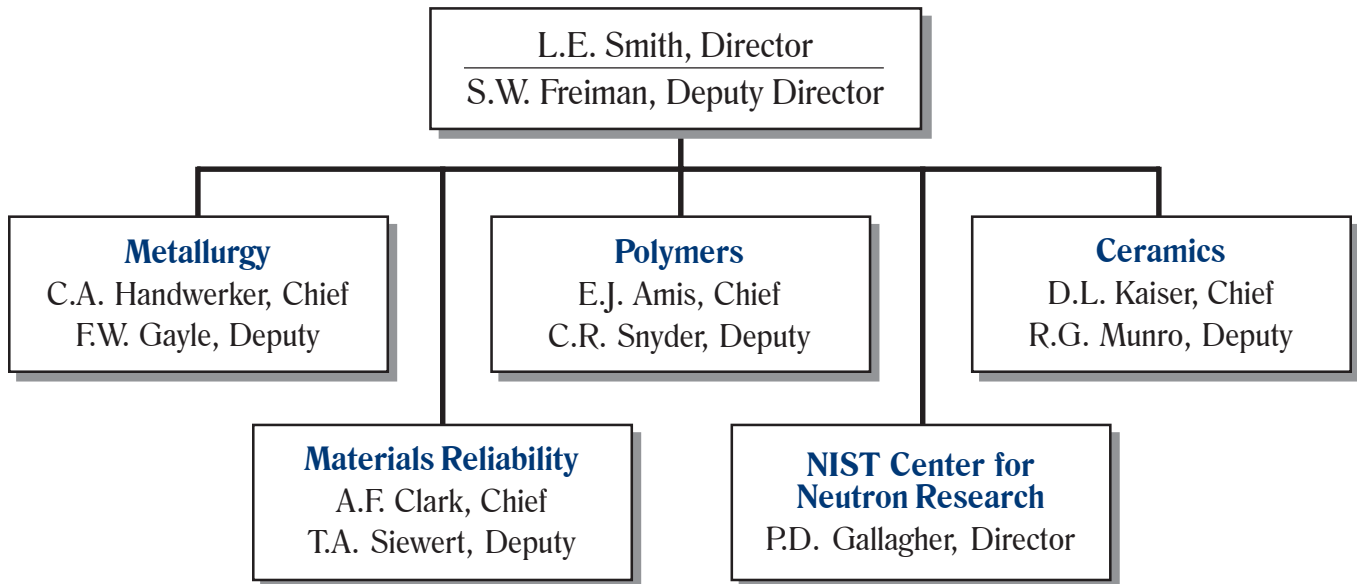 L.E. Smith, Director
S.W. Freiman, Deputy Director
Metallurgy
C.A. Handwerker, Chief
F.W. Gayle, Deputy
Polymers
E.J. Amis, Chief
C.R. Snyder, Deputy
Ceramics
D.L. Kaiser, Chief
R.G. Munro, Deputy
Materials Reliability
A.F. Clark, Chief
T.A. Siewert, Deputy
NIST Center for
Neutron Research
P.D. Gallagher, Director